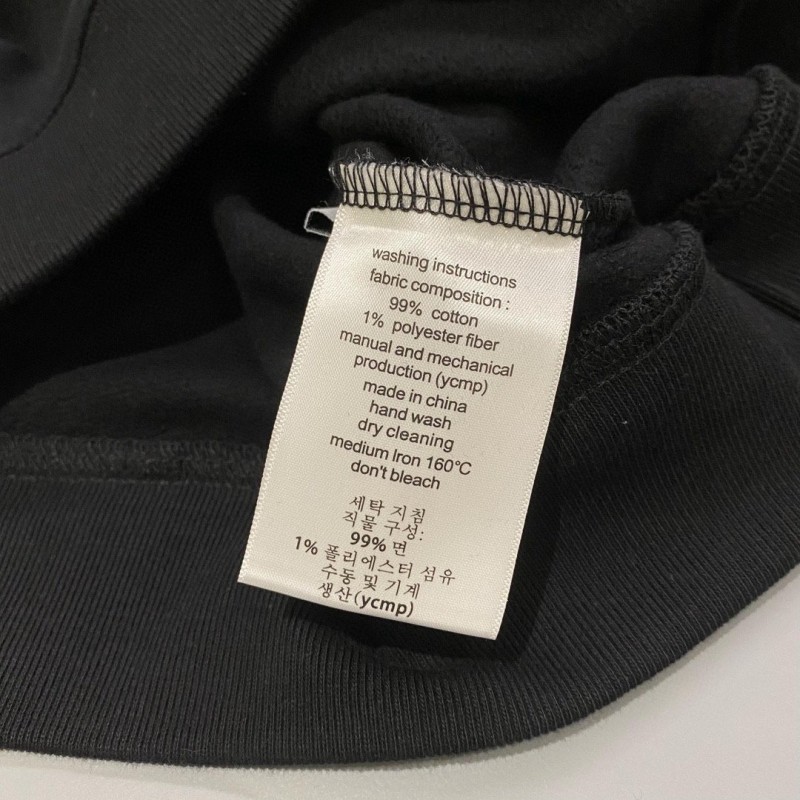 washing instructions
fabric composition :
99% cotton
1% polyester fiber
manual and mechanical
production (ycmp)
made in china
hand wash
dry cleaning
medium Iron 160℃
don't bleach
세탁 지침
직물 구성:
99% 면
1% 폴리에스터 섬유
수동 및 기계
생산(ycmp)